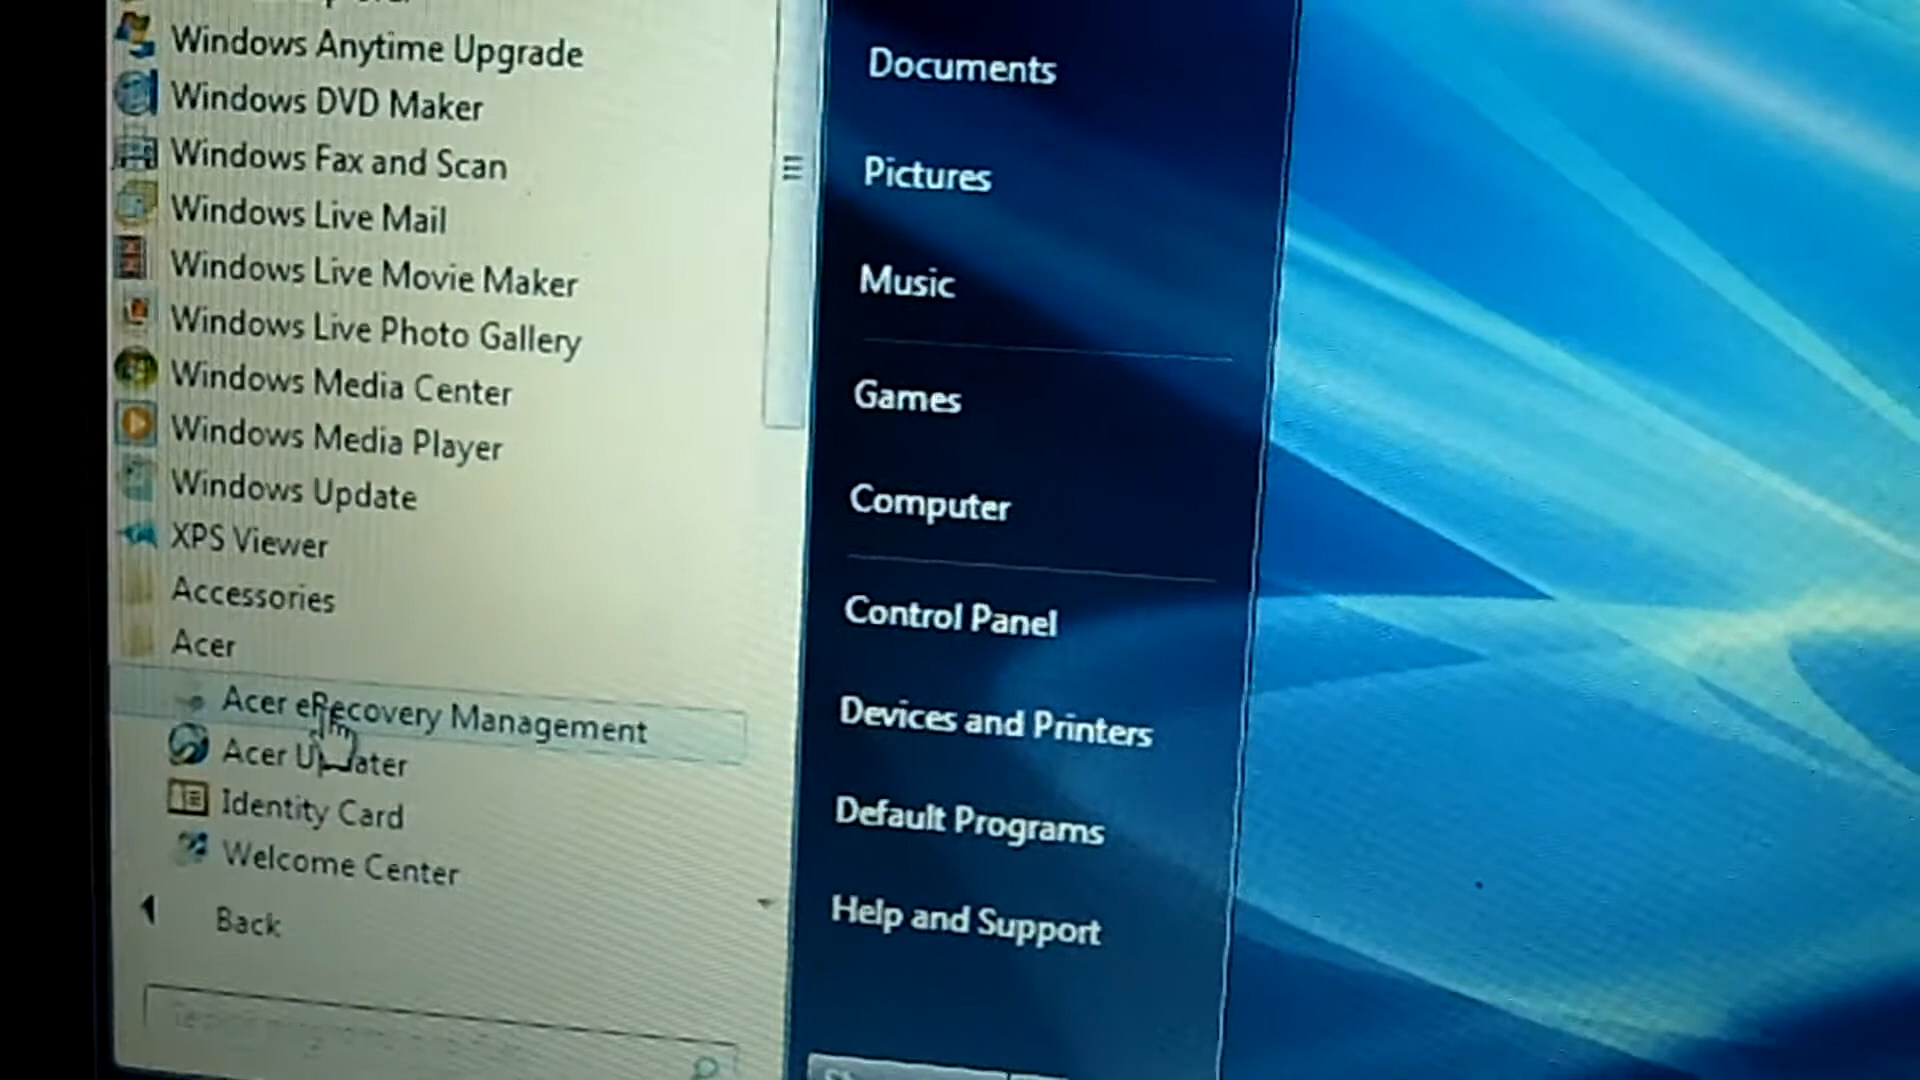 Windows Anytime Upgrade
Windows DVD Maker
Windows Fax and Scan
Windows Live Mail
Windows Live Movie Maker
Windows Live Photo Gallery
Windows Media Center
Windows Media Player
Windows Update
XPS Viewer
Accessories
Acer
Acer eRecovery Management
Acer Updater
Identity Card
Welcome Center
Back
Documents
Pictures
Music
Games
Computer
Control Panel
Devices and Printers
Default Programs
Help and Support